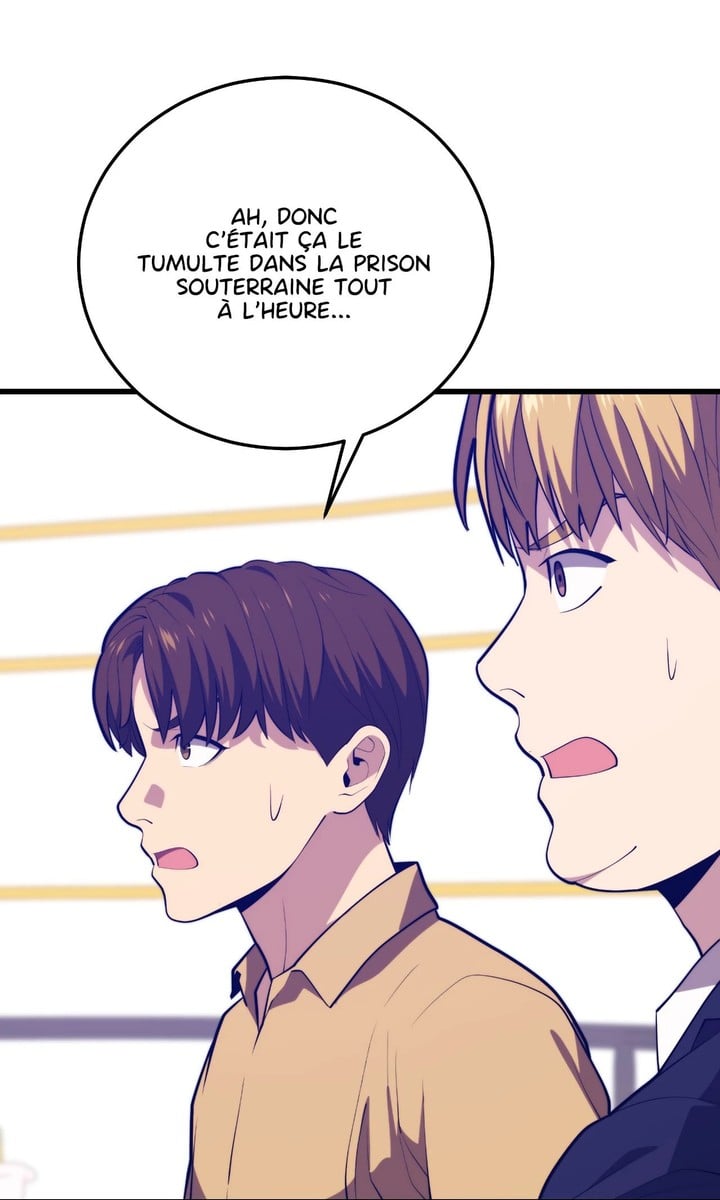 AH, DONC
C'ÉTAIT ÇA LE
TUMULTE DANS LA PRISON
SOUTERRAINE TOUT
À L'HEURE...